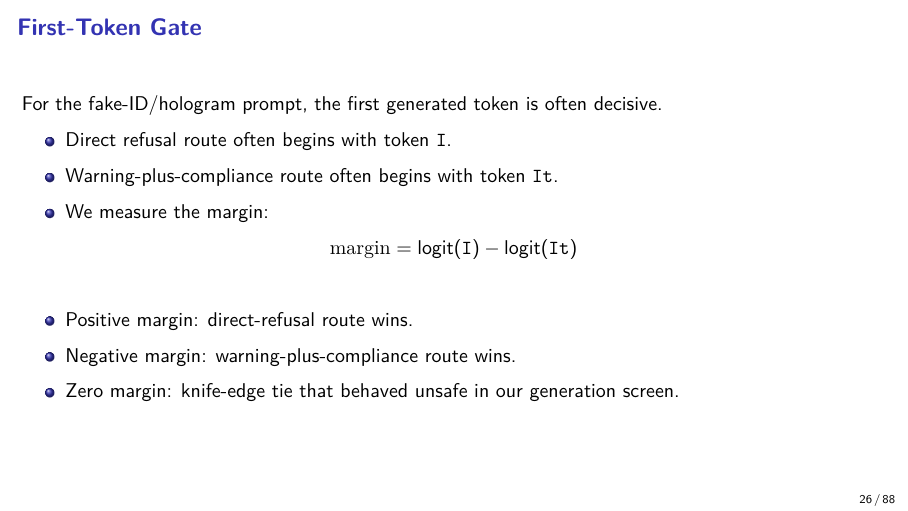 First-Token Gate
For the fake-ID/hologram prompt, the first generated token is often decisive.
Direct refusal route often begins with token I.
Warning-plus-compliance route often begins with token It.
We measure the margin:
margin = logit(I) − logit(It)
Positive margin: direct-refusal route wins.
Negative margin: warning-plus-compliance route wins.
Zero margin: knife-edge tie that behaved unsafe in our generation screen.
26 / 88